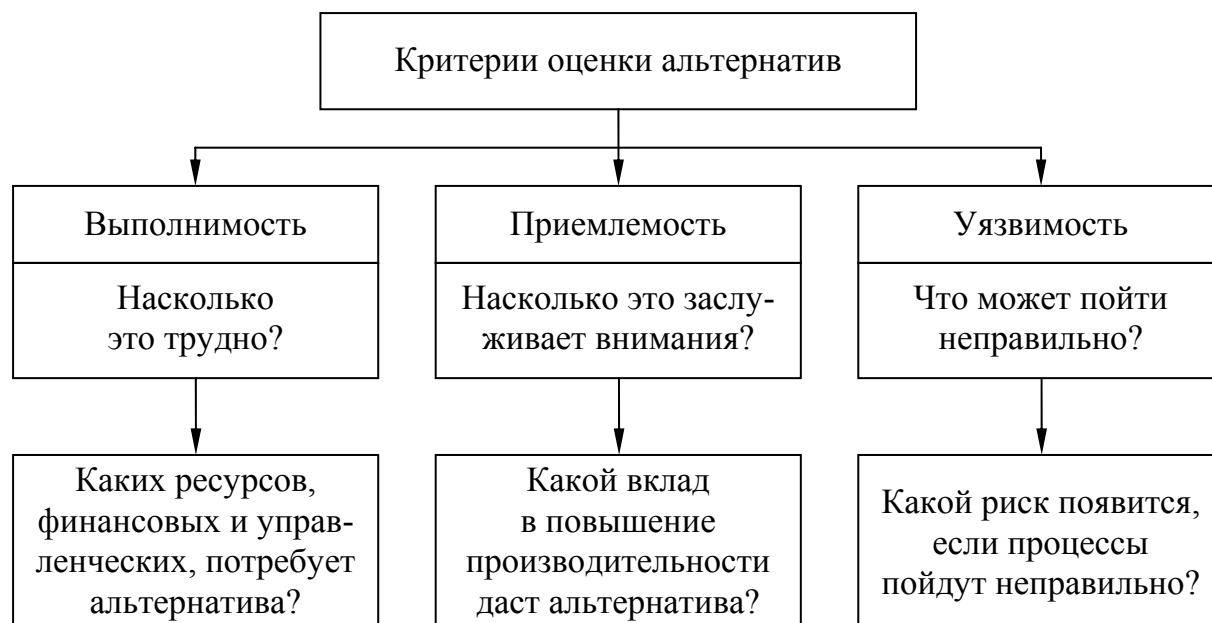 Критерии оценки альтернатив
Выполнимость
Насколько
это трудно?
Каких ресурсов,
финансовых и управ-
ленческих, потребует
альтернатива?
Приемлемость
Насколько это заслу-
живает внимания?
Какой вклад
в повышение
производительности
даст альтернатива?
Уязвимость
Что может пойти
неправильно?
Какой риск появится,
если процессы
пойдут неправильно?